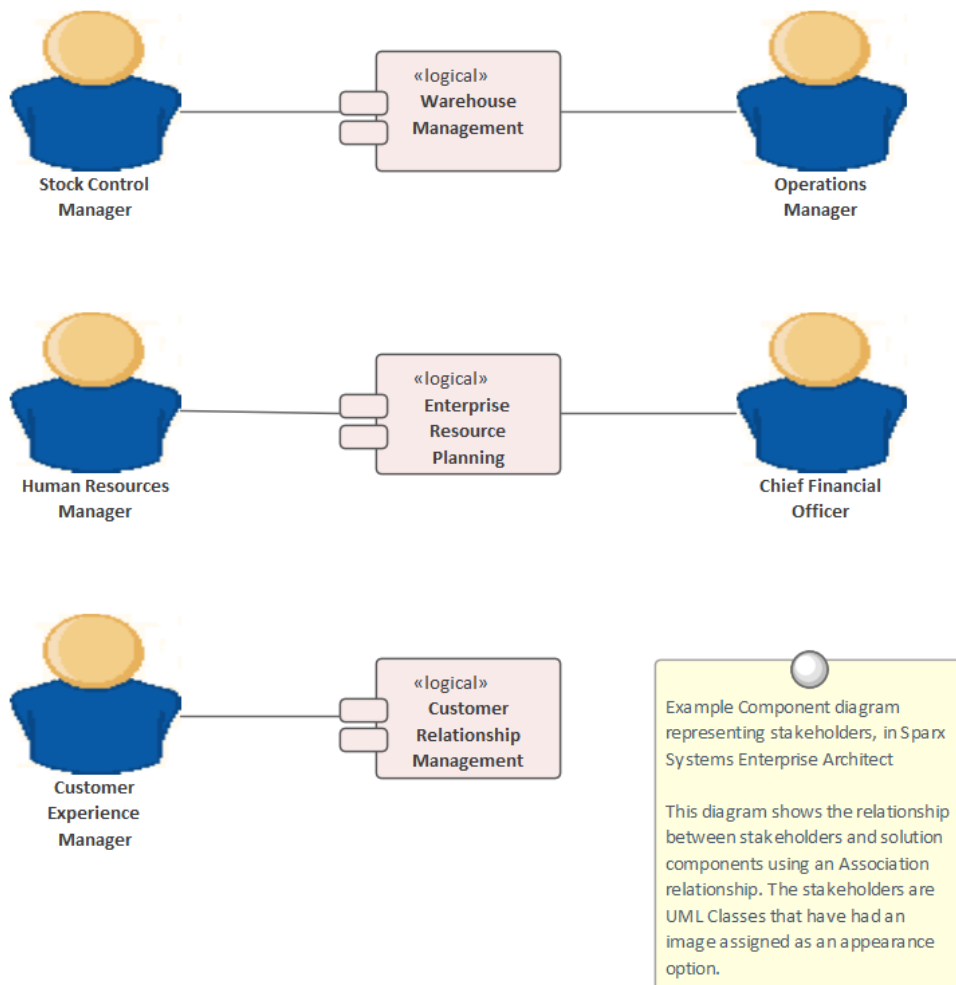 «logical»
Warehouse
Management
Stock Control
Manager
Operations
Manager
«logical»
Enterprise
Resource
Planning
Human Resources
Manager
Chief Financial
Officer
«logical»
Customer
Relationship
Management
Customer
Experience
Manager
Example Component diagram
representing stakeholders, in Sparx
Systems Enterprise Architect
This diagram shows the relationship
between stakeholders and solution
components using an Association
relationship. The stakeholders are
UML Classes that have had an
image assigned as an appearance
option.